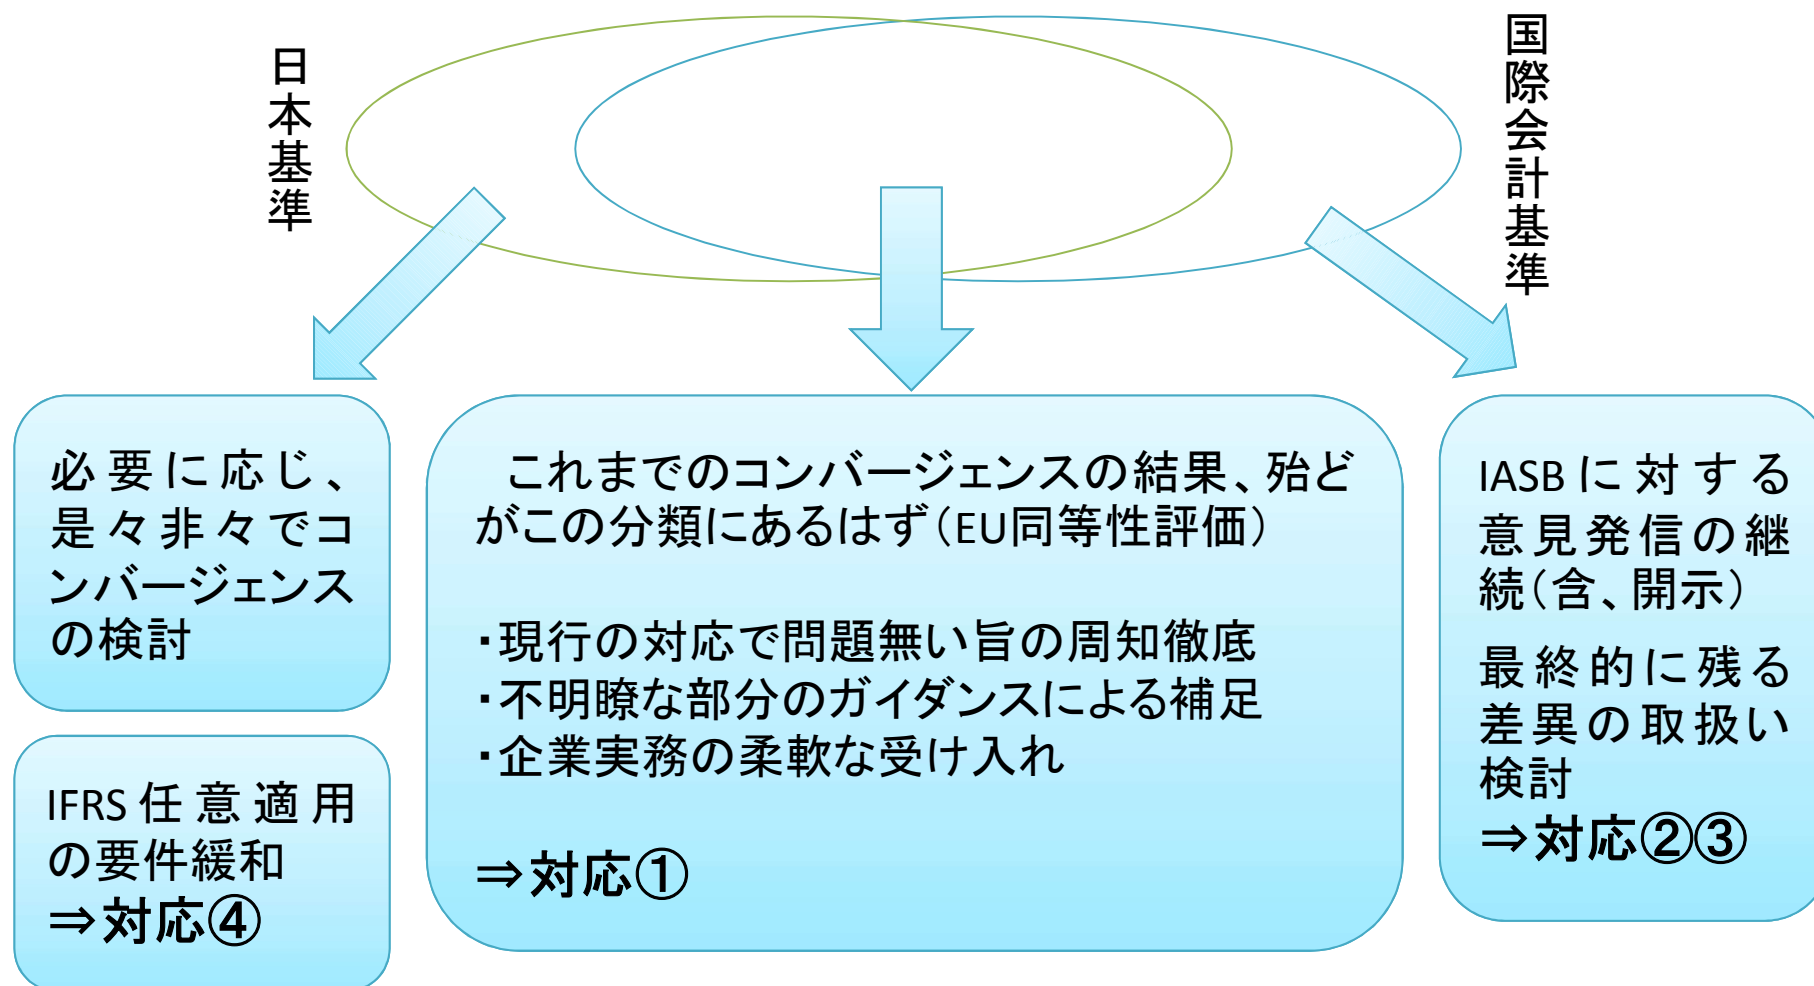 日本基準
国際会計基準
必要に応じ、
是々非々でコ
ンバージェンス
の検討
IFRS任意適用
の要件緩和
⇒対応④
これまでのコンバージェンスの結果、殆ど
がこの分類にあるはず（EU同等性評価）
・現行の対応で問題無い旨の周知徹底
・不明瞭な部分のガイダンスによる補足
・企業実務の柔軟な受け入れ
⇒対応①
IASBに対する
意見発信の継
続（含、開示）
最終的に残る
差異の取扱い
検討
⇒対応②③